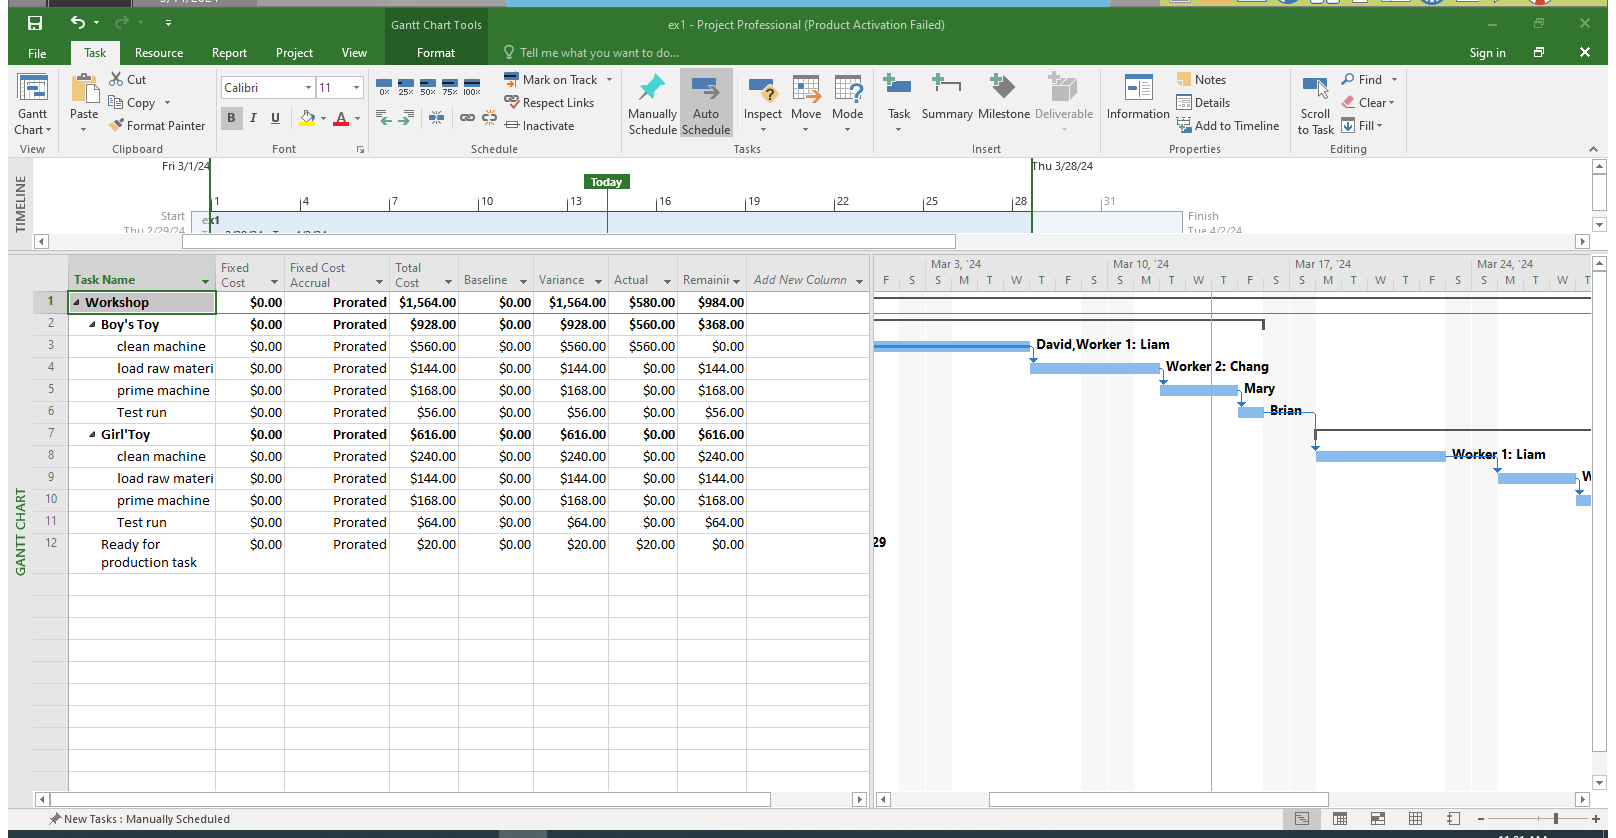 ex1 - Project Professional (Product Activation Failed)
Gantt Chart Tools
File Task Resource Report Project View Format Tell me what you want to do... Sign in
Gantt Chart
View
Paste
Cut
Copy
Format Painter
Clipboard
Calibri 11
B I U A
Font
0% 25% 50% 75% 100%
Mark on Track
Respect Links
Inactivate
Schedule
Manually Schedule
Auto Schedule
Inspect
Move
Mode
Tasks
Task
Summary
Milestone
Deliverable
Insert
Information
Notes
Details
Add to Timeline
Properties
Scroll to Task
Find
Clear
Fill
Editing
TIMELINE
Fri 3/1/24 Thu 3/28/24
Today
1 4 7 10 13 16 19 22 25 28 31
Start ex1 Finish
Thu 2/29/24 Tue 4/2/24
GANTT CHART
Task Name Fixed Cost Fixed Cost Accrual Total Cost Baseline Variance Actual Remaini Add New Column
1 Workshop $0.00 Prorated $1,564.00 $0.00 $1,564.00 $580.00 $984.00
2 Boy's Toy $0.00 Prorated $928.00 $0.00 $928.00 $560.00 $368.00
3 clean machine $0.00 Prorated $560.00 $0.00 $560.00 $560.00 $0.00
4 load raw materi $0.00 Prorated $144.00 $0.00 $144.00 $0.00 $144.00
5 prime machine $0.00 Prorated $168.00 $0.00 $168.00 $0.00 $168.00
6 Test run $0.00 Prorated $56.00 $0.00 $56.00 $0.00 $56.00
7 Girl'Toy $0.00 Prorated $616.00 $0.00 $616.00 $0.00 $616.00
8 clean machine $0.00 Prorated $240.00 $0.00 $240.00 $0.00 $240.00
9 load raw materi $0.00 Prorated $144.00 $0.00 $144.00 $0.00 $144.00
10 prime machine $0.00 Prorated $168.00 $0.00 $168.00 $0.00 $168.00
11 Test run $0.00 Prorated $64.00 $0.00 $64.00 $0.00 $64.00
12 Ready for production task $0.00 Prorated $20.00 $0.00 $20.00 $20.00 $0.00
Mar 3, '24 Mar 10, '24 Mar 17, '24 Mar 24, '24
F S S M T W T F S S M T W T F S S M T W T F S S M T W T
David,Worker 1: Liam
Worker 2: Chang
Mary
Brian
Worker 1: Liam
W
29
New Tasks : Manually Scheduled